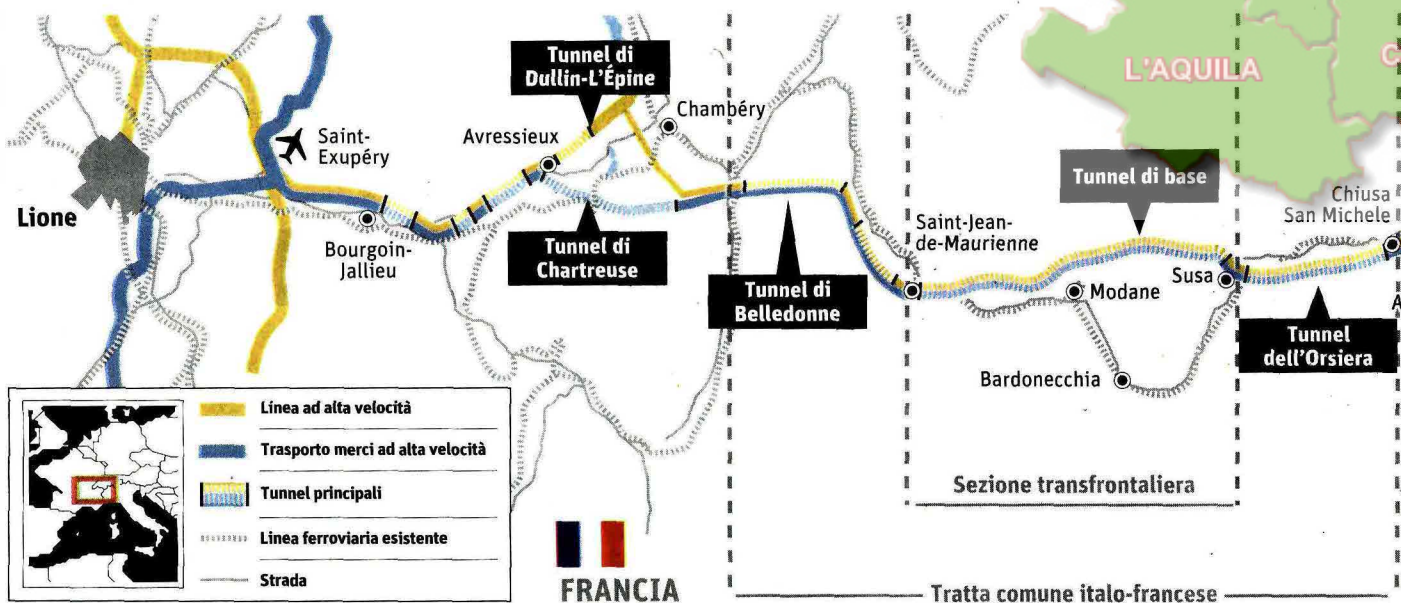 Tunnel di
Dullin-L'Épine
Chambéry
L'AQUILA
C
Saint-
Exupéry
Avressieux
Tunnel di base
Chiusa
San Michele
Lione
Bourgoin-
Jallieu
Tunnel di
Chartreuse
Saint-Jean-
de-Maurienne
Tunnel di
Belledonne
Modane
Susa
A
Tunnel
dell'Orsiera
Bardonecchia
Linea ad alta velocità
Trasporto merci ad alta velocità
Tunnel principali
Linea ferroviaria esistente
Strada
Sezione transfrontaliera
FRANCIA
Tratta comune italo-francese